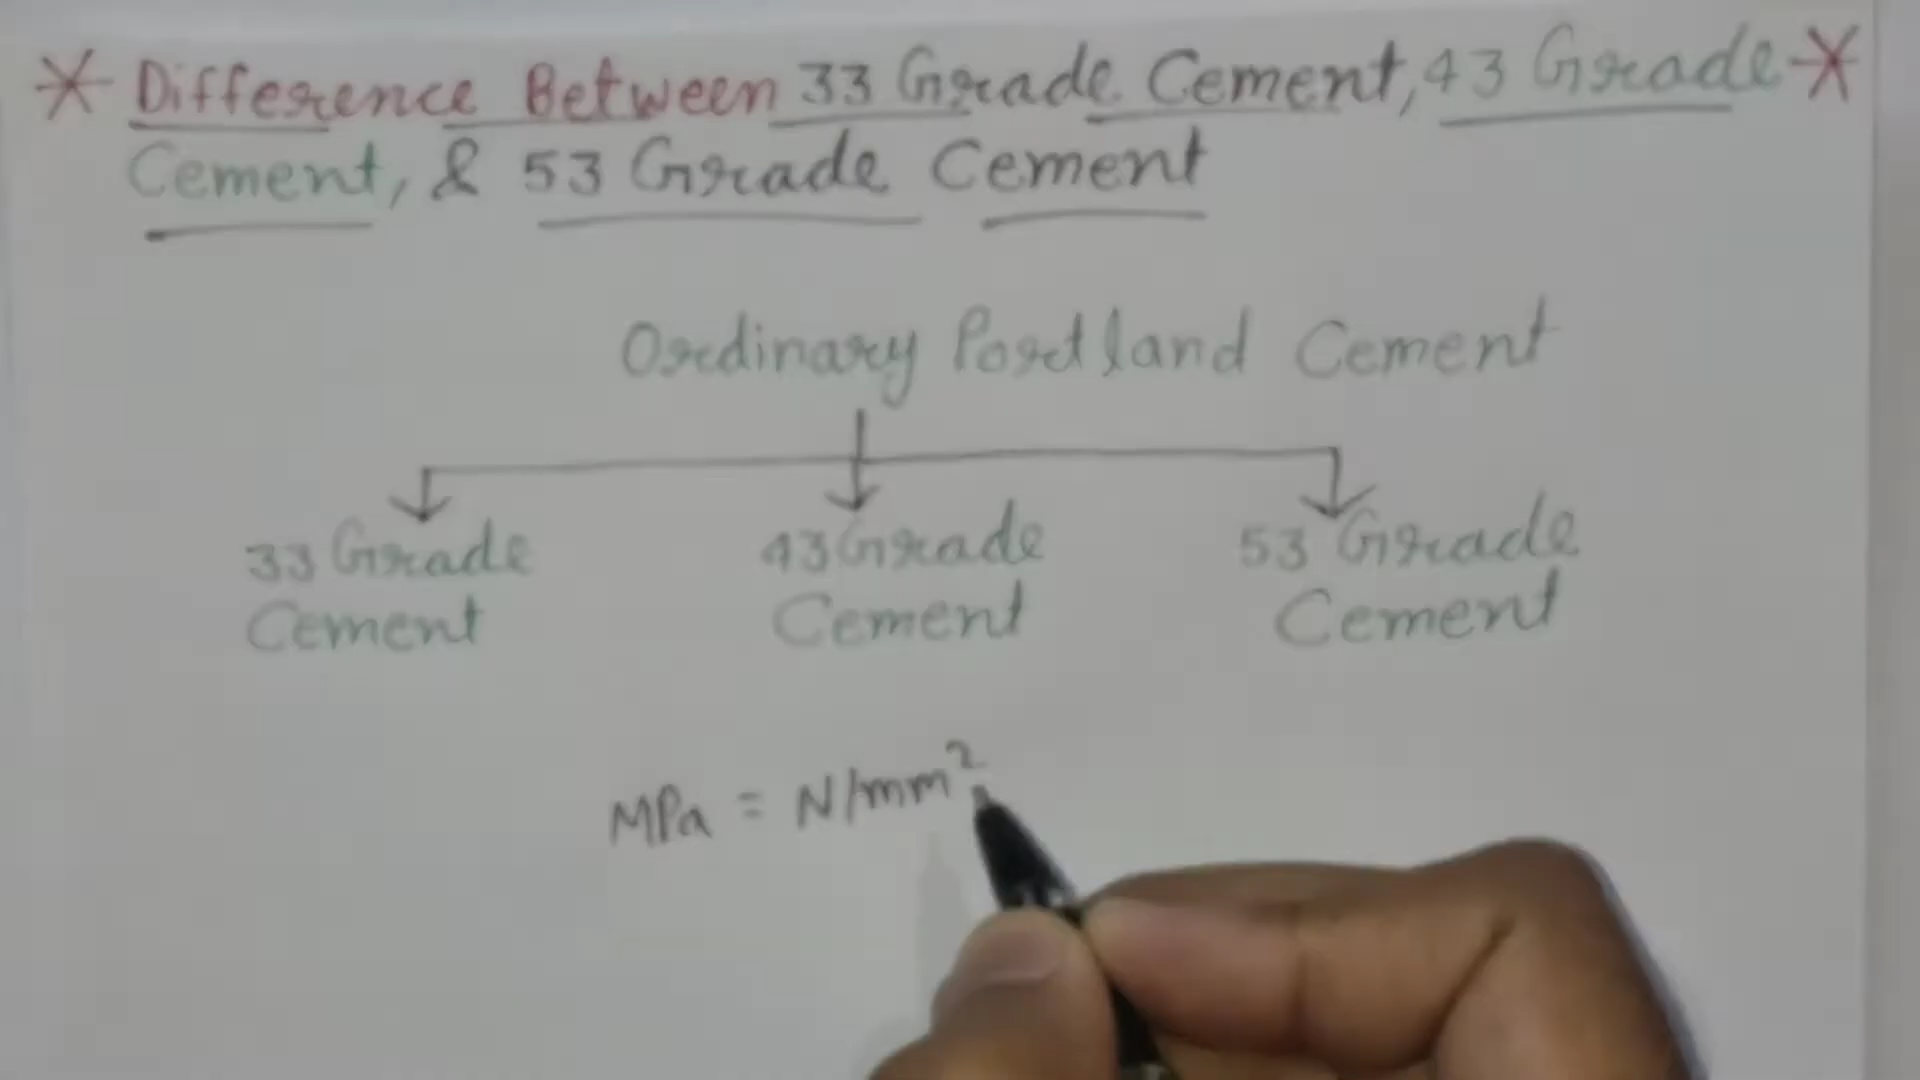 * Difference Between 33 Grade Cement, 43 Grade *
Cement, & 53 Grade Cement
Ordinary Portland Cement
33 Grade 43 Grade 53 Grade
Cement Cement Cement
MPa = N/mm²